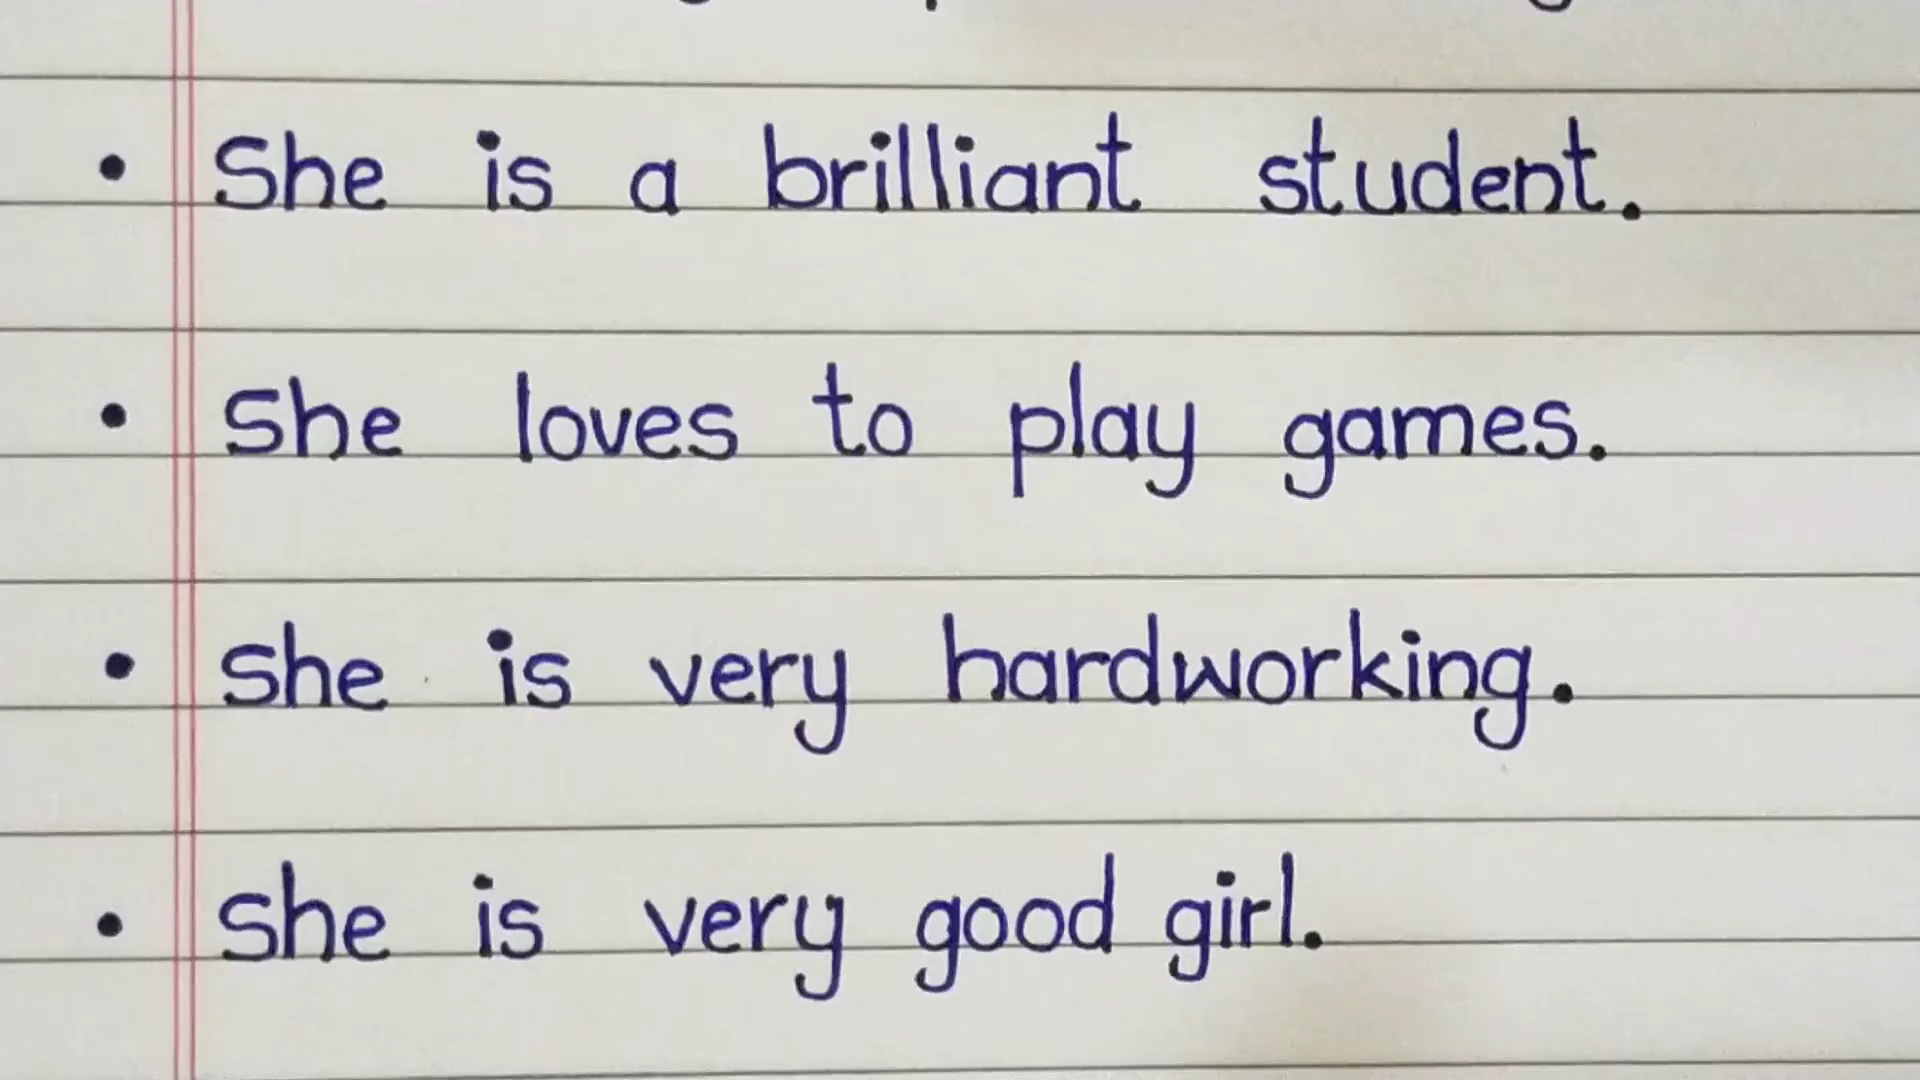 • She is a brilliant student.
• She loves to play games.
• She is very hardworking.
• She is very good girl.